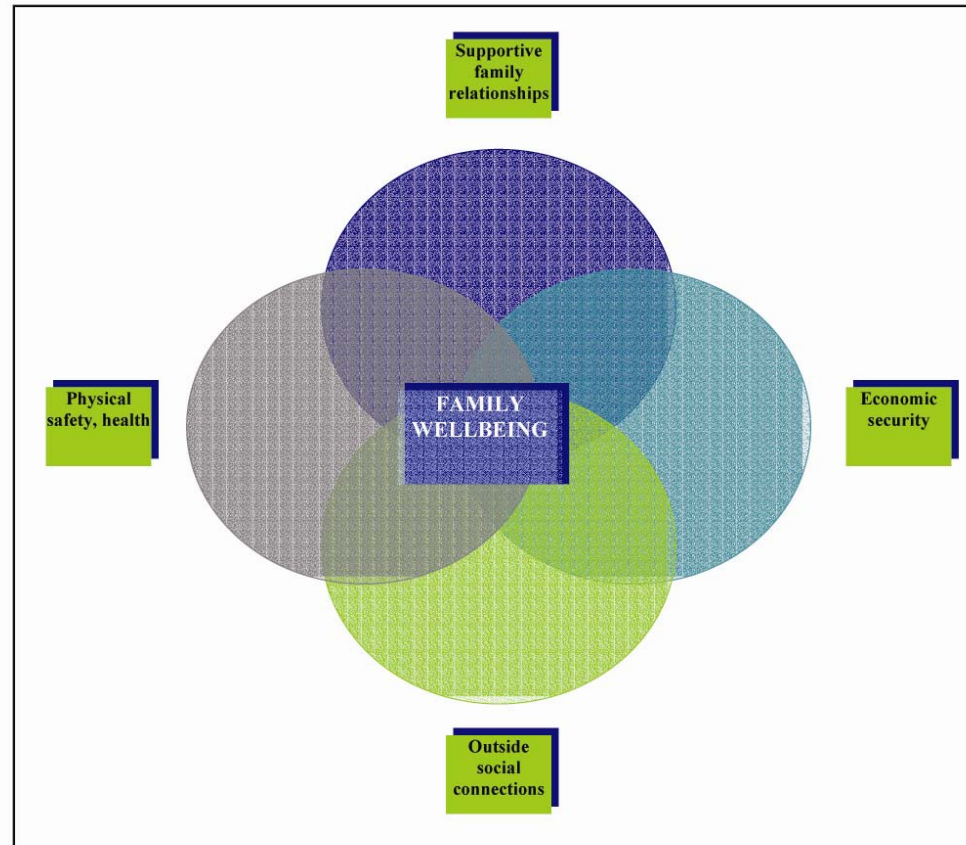 Supportive
family
relationships
Physical
safety, health
FAMILY
WELLBEING
Economic
security
Outside
social
connections